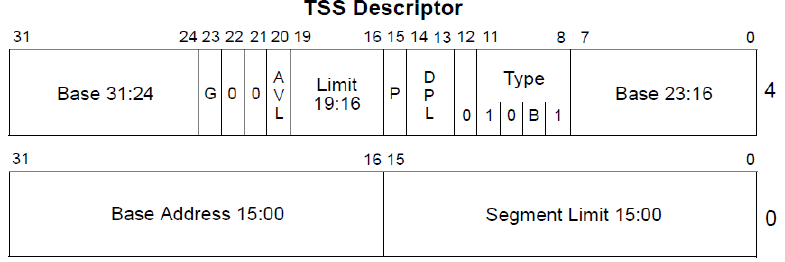 TSS Descriptor
31 24 23 22 21 20 19 16 15 14 13 12 11 8 7 0
Base 31:24 G 0 0 AVL Limit 19:16 P DPL 0 Type 1 0 B 1 Base 23:16 4
31 16 15 0
Base Address 15:00 Segment Limit 15:00 0